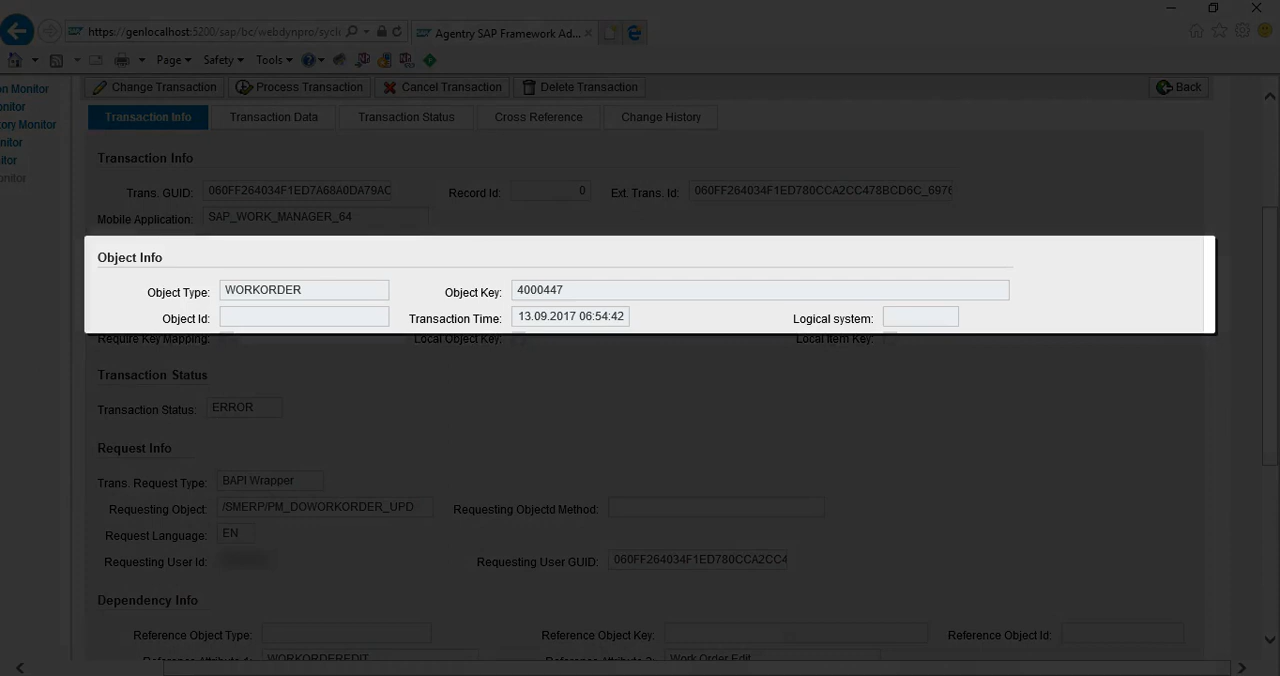 https://genlocalhost:5200/sap/bc/webdynpro/sycli
Agentry SAP Framework Ad...
Page Safety Tools
on Monitor
onitor
tory Monitor
nitor
itor
onitor
Change Transaction Process Transaction Cancel Transaction Delete Transaction Back
Transaction Info Transaction Data Transaction Status Cross Reference Change History
Transaction Info
Trans. GUID: 060FF264034F1ED7A68A0DA79AC Record Id: 0 Ext. Trans. Id: 060FF264034F1ED780CCA2CC478BCD6C_6976
Mobile Application: SAP_WORK_MANAGER_64
Object Info
Object Type: WORKORDER Object Key: 4000447
Object Id: Transaction Time: 13.09.2017 06:54:42 Logical system:
Require Key Mapping: Local Object Key: Local Item Key:
Transaction Status
Transaction Status: ERROR
Request Info
Trans. Request Type: BAPI Wrapper
Requesting Object: /SMERP/PM_DOWORKORDER_UPD Requesting Objectd Method:
Request Language: EN
Requesting User Id: Requesting User GUID: 060FF264034F1ED780CCA2CC4
Dependency Info
Reference Object Type: Reference Object Key: Reference Object Id:
Reference Attribute 1: WORKORDEREDIT Reference Attribute 2: Work Order Edit